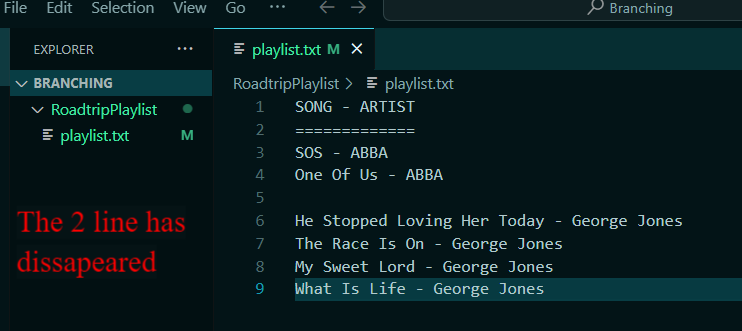 File Edit Selection View Go ··· ← → Branching
EXPLORER ···
playlist.txt M ×
BRANCHING
RoadtripPlaylist
playlist.txt M
RoadtripPlaylist > playlist.txt
1 SONG - ARTIST
2 =============
3 SOS - ABBA
4 One Of Us - ABBA
5
6 He Stopped Loving Her Today - George Jones
7 The Race Is On - George Jones
8 My Sweet Lord - George Jones
9 What Is Life - George Jones
The 2 line has
dissapeared